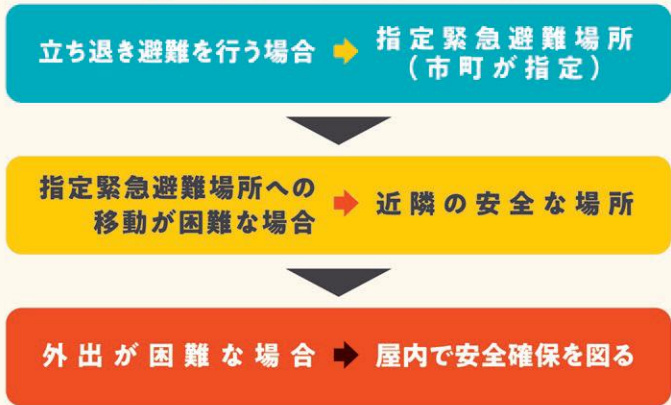 立ち退き避難を行う場合
指定緊急避難場所
(市町が指定)
指定緊急避難場所への
移動が困難な場合
近隣の安全な場所
外出が困難な場合
屋内で安全確保を図る